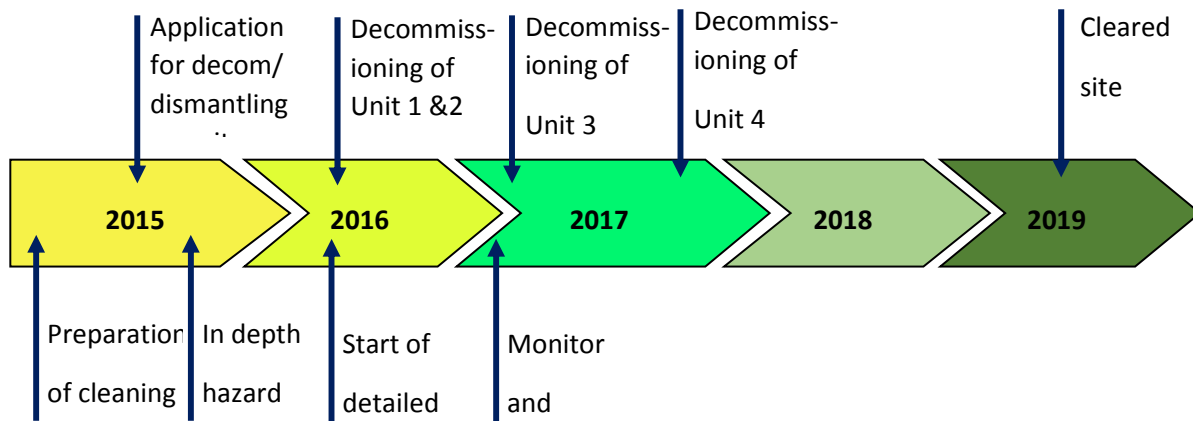 Application
for decom/
dismantling
Decommiss-
ioning of
Unit 1 &2
Decommiss-
ioning of
Unit 3
Decommiss-
ioning of
Unit 4
Cleared
site
2015
2016
2017
2018
2019
Preparation
of cleaning
In depth
hazard
Start of
detailed
Monitor
and